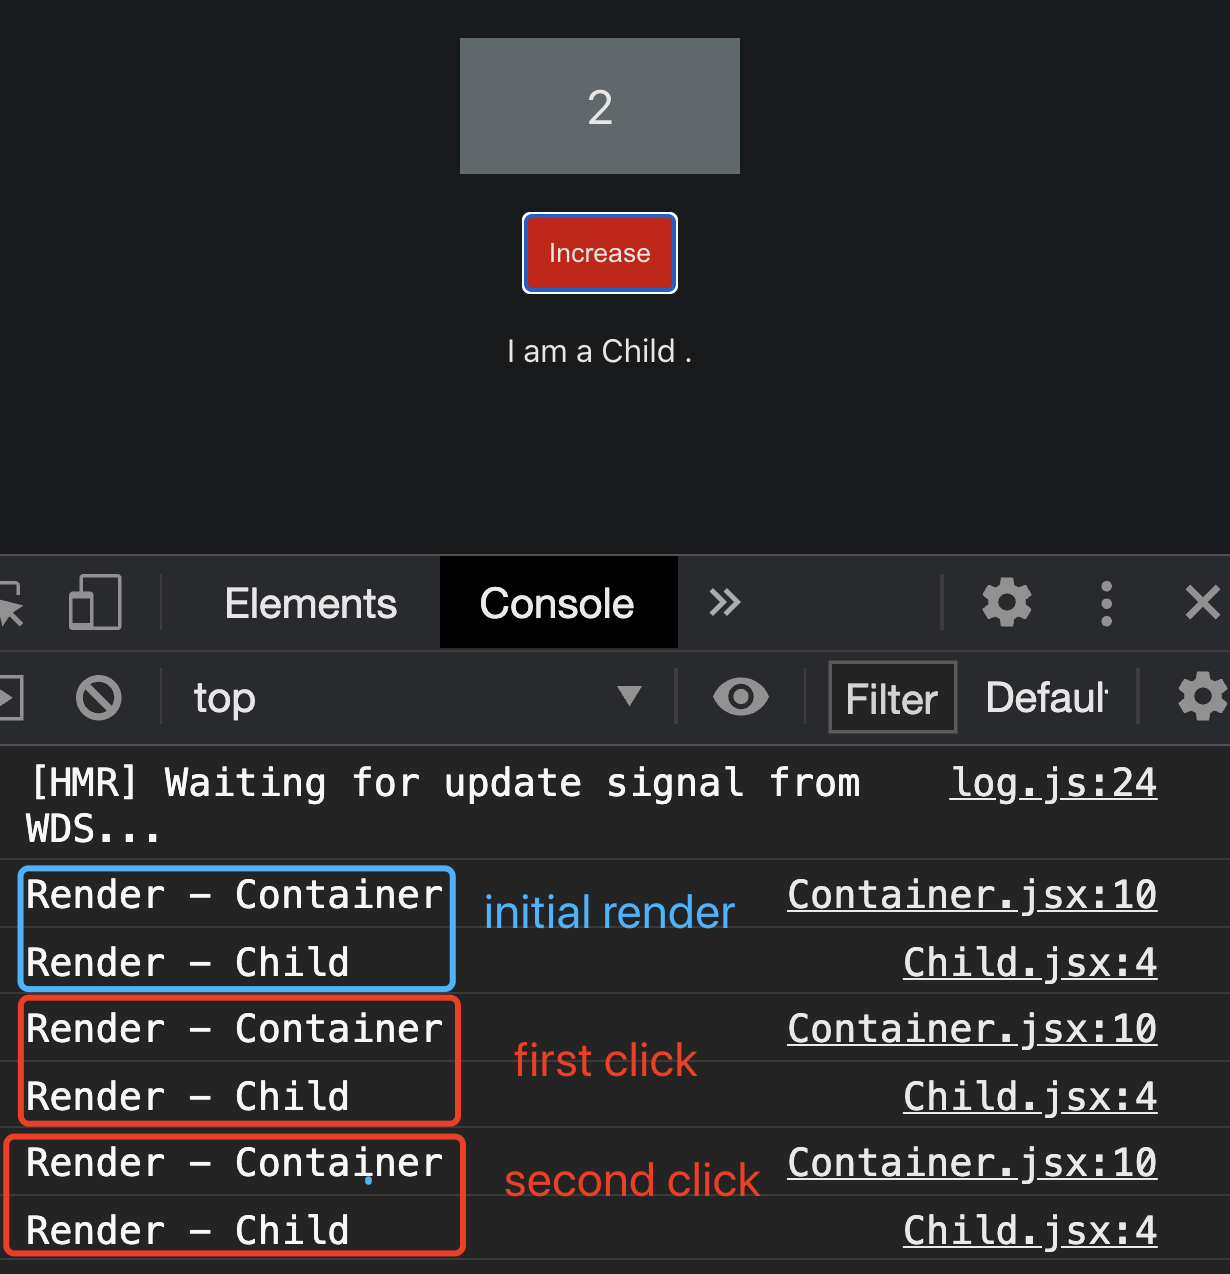 2
Increase
I am a Child .
Elements Console
top Filter Defaul
[HMR] Waiting for update signal from log.js:24
WDS...
Render – Container initial render Container.jsx:10
Render – Child Child.jsx:4
Render – Container Container.jsx:10
first click
Render – Child Child.jsx:4
Render – Container second click Container.jsx:10
Render – Child Child.jsx:4